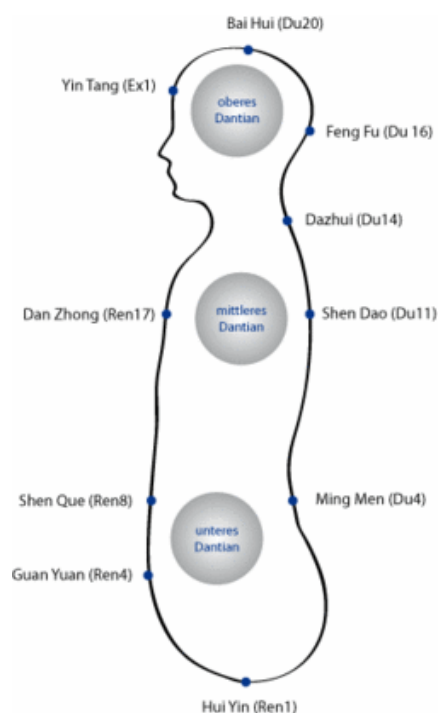 Bai Hui (Du20)
Yin Tang (Ex1)
oberes
Dantian
Feng Fu (Du 16)
Dazhui (Du14)
Dan Zhong (Ren17)
mittleres
Dantian
Shen Dao (Du11)
Shen Que (Ren8)
Ming Men (Du4)
unteres
Dantian
Guan Yuan (Ren4)
Hui Yin (Ren1)